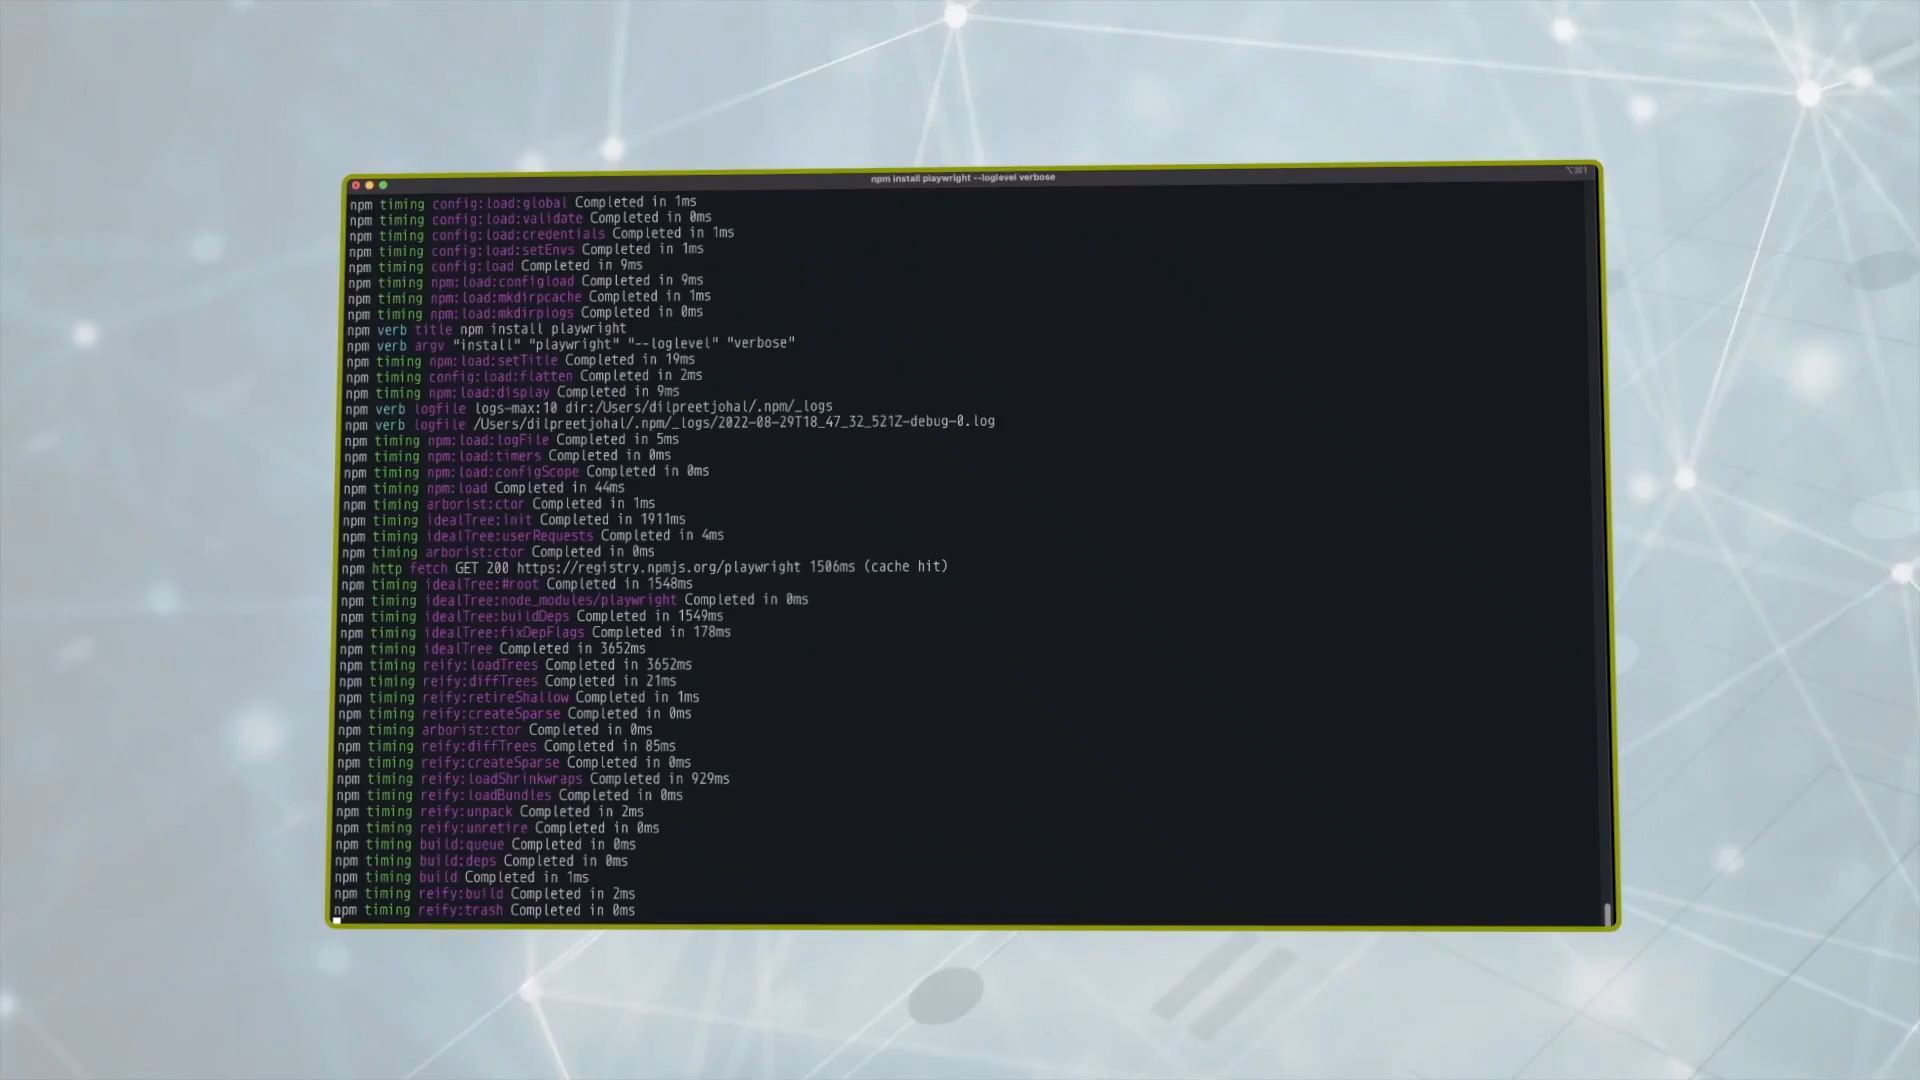 npm install playwright --loglevel verbose
⌥⌘1
npm timing config:load:global Completed in 1ms
npm timing config:load:validate Completed in 0ms
npm timing config:load:credentials Completed in 1ms
npm timing config:load:setEnvs Completed in 1ms
npm timing config:load Completed in 9ms
npm timing npm:load:configload Completed in 9ms
npm timing npm:load:mkdirpcache Completed in 1ms
npm timing npm:load:mkdirplogs Completed in 0ms
npm verb title npm install playwright
npm verb argv "install" "playwright" "--loglevel" "verbose"
npm timing npm:load:setTitle Completed in 19ms
npm timing config:load:flatten Completed in 2ms
npm timing npm:load:display Completed in 9ms
npm verb logfile logs-max:10 dir:/Users/dilpreetjohal/.npm/_logs
npm verb logfile /Users/dilpreetjohal/.npm/_logs/2022-08-29T18_47_32_521Z-debug-0.log
npm timing npm:load:logFile Completed in 5ms
npm timing npm:load:timers Completed in 0ms
npm timing npm:load:configScope Completed in 0ms
npm timing npm:load Completed in 44ms
npm timing arborist:ctor Completed in 1ms
npm timing idealTree:init Completed in 1911ms
npm timing idealTree:userRequests Completed in 4ms
npm timing arborist:ctor Completed in 0ms
npm http fetch GET 200 https://registry.npmjs.org/playwright 1506ms (cache hit)
npm timing idealTree:#root Completed in 1548ms
npm timing idealTree:node_modules/playwright Completed in 0ms
npm timing idealTree:buildDeps Completed in 1549ms
npm timing idealTree:fixDepFlags Completed in 178ms
npm timing idealTree Completed in 3652ms
npm timing reify:loadTrees Completed in 3652ms
npm timing reify:diffTrees Completed in 21ms
npm timing reify:retireShallow Completed in 1ms
npm timing reify:createSparse Completed in 0ms
npm timing arborist:ctor Completed in 0ms
npm timing reify:diffTrees Completed in 85ms
npm timing reify:createSparse Completed in 0ms
npm timing reify:loadShrinkwraps Completed in 929ms
npm timing reify:loadBundles Completed in 0ms
npm timing reify:unpack Completed in 2ms
npm timing reify:unretire Completed in 0ms
npm timing build:queue Completed in 0ms
npm timing build:deps Completed in 0ms
npm timing build Completed in 1ms
npm timing reify:build Completed in 2ms
npm timing reify:trash Completed in 0ms